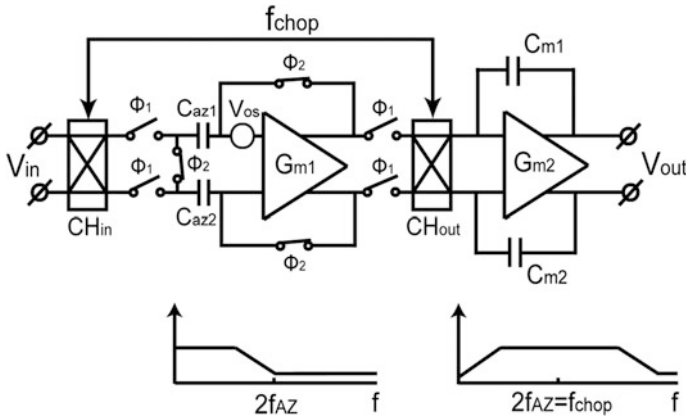 fchop
Cm1
Φ2
Φ1
Caz1
Vos
Φ1
Vin
Φ1
Φ2
Gm1
Φ1
Gm2
Vout
CHin
Caz2
CHout
Φ2
Cm2
2fAZ
f
2fAZ=fchop
f